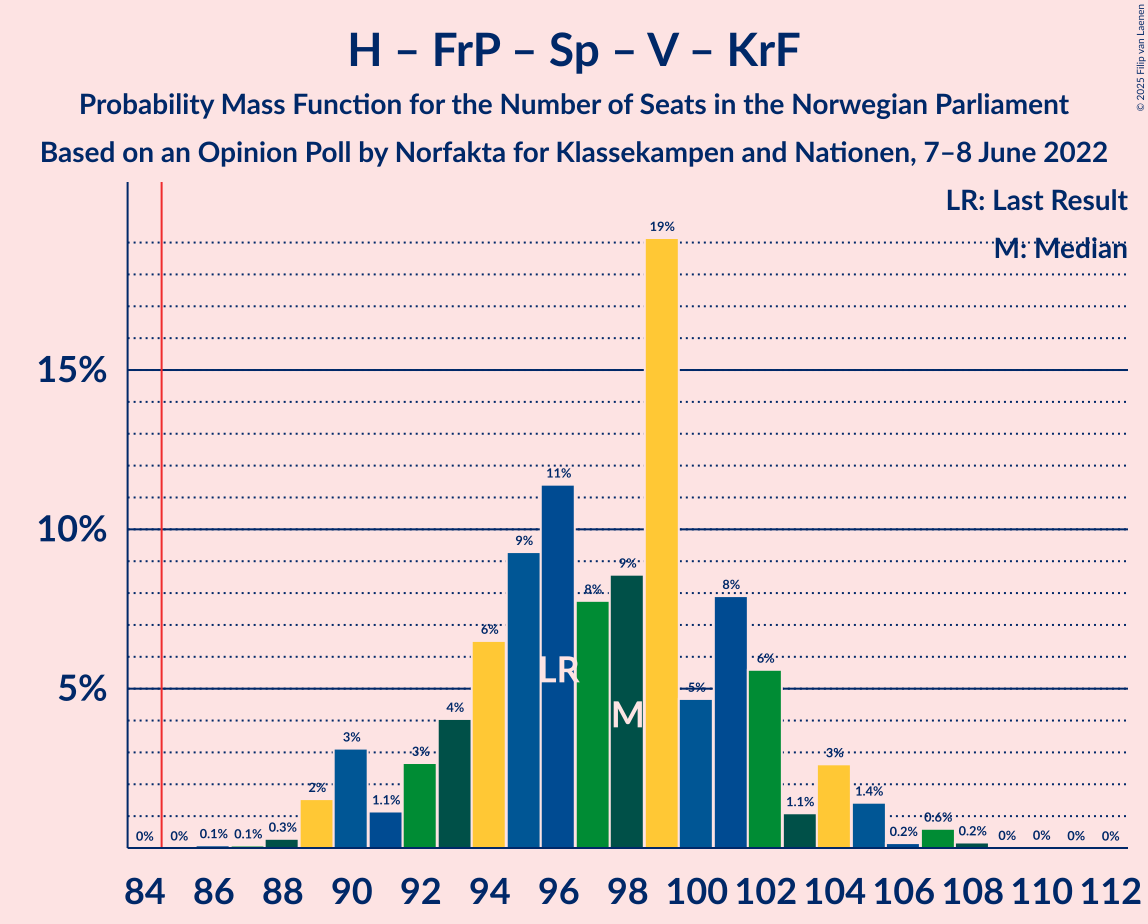 H – FrP – Sp – V – KrF
Probability Mass Function for the Number of Seats in the Norwegian Parliament
Based on an Opinion Poll by Norfakta for Klassekampen and Nationen, 7–8 June 2022
© 2025 Filip van Laenen
LR: Last Result
M: Median
15%
10%
5%
0% 0% 0.1% 0.1% 0.3% 2% 3% 1.1% 3% 4% 6% 9% 11% 8% 9% 19% 5% 8% 6% 1.1% 3% 1.4% 0.2% 0.6% 0.2% 0% 0% 0% 0%
LR
M
84 86 88 90 92 94 96 98 100 102 104 106 108 110 112